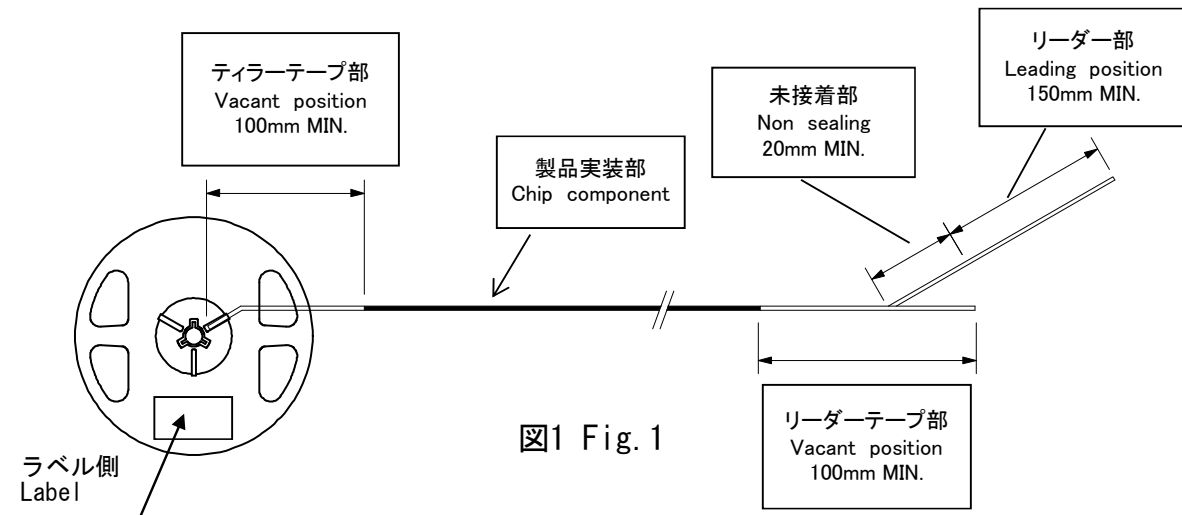 ティラーテープ部
Vacant position
100mm MIN.
製品実装部
Chip component
未接着部
Non sealing
20mm MIN.
リーダー部
Leading position
150mm MIN.
ラベル側
Label
図1 Fig.1
リーダーテープ部
Vacant position
100mm MIN.